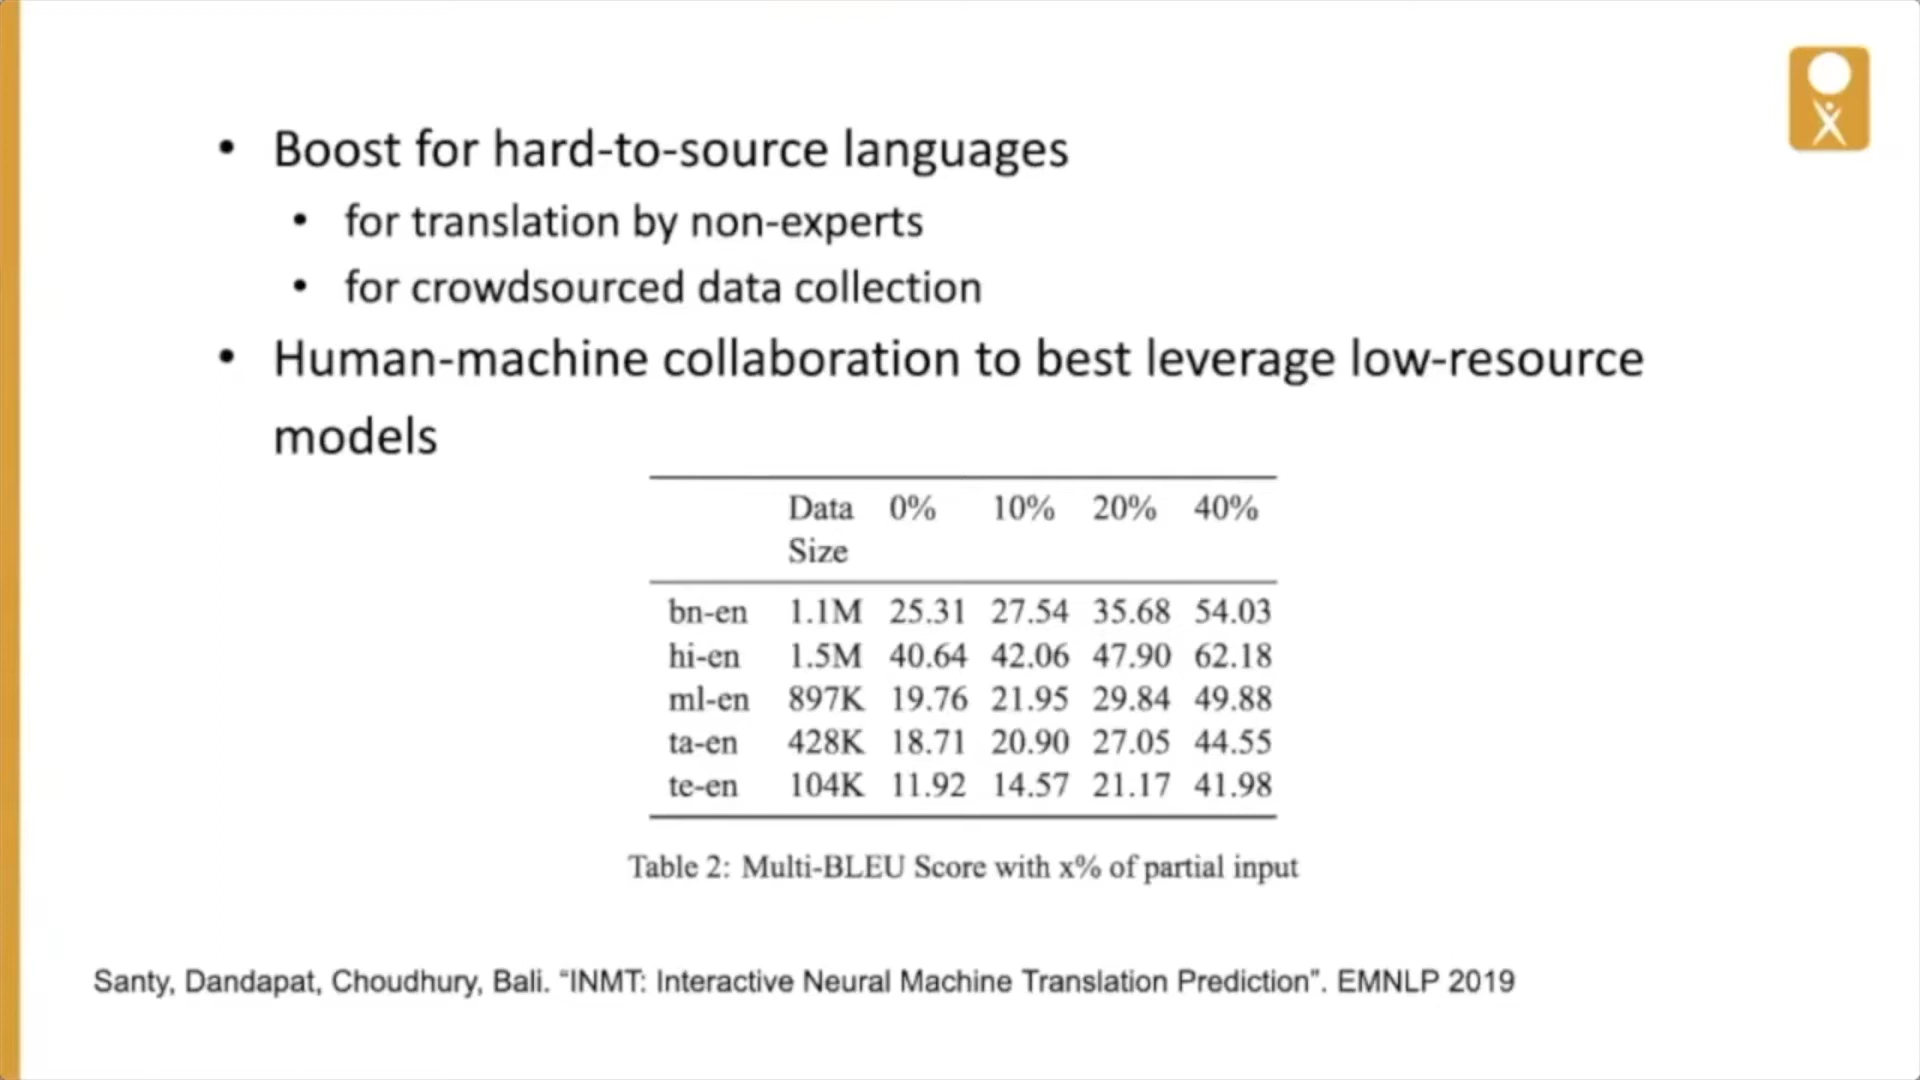 • Boost for hard-to-source languages
• for translation by non-experts
• for crowdsourced data collection
• Human-machine collaboration to best leverage low-resource
models
Data 0% 10% 20% 40%
Size
bn-en 1.1M 25.31 27.54 35.68 54.03
hi-en 1.5M 40.64 42.06 47.90 62.18
ml-en 897K 19.76 21.95 29.84 49.88
ta-en 428K 18.71 20.90 27.05 44.55
te-en 104K 11.92 14.57 21.17 41.98
Table 2: Multi-BLEU Score with x% of partial input
Santy, Dandapat, Choudhury, Bali. “INMT: Interactive Neural Machine Translation Prediction”. EMNLP 2019